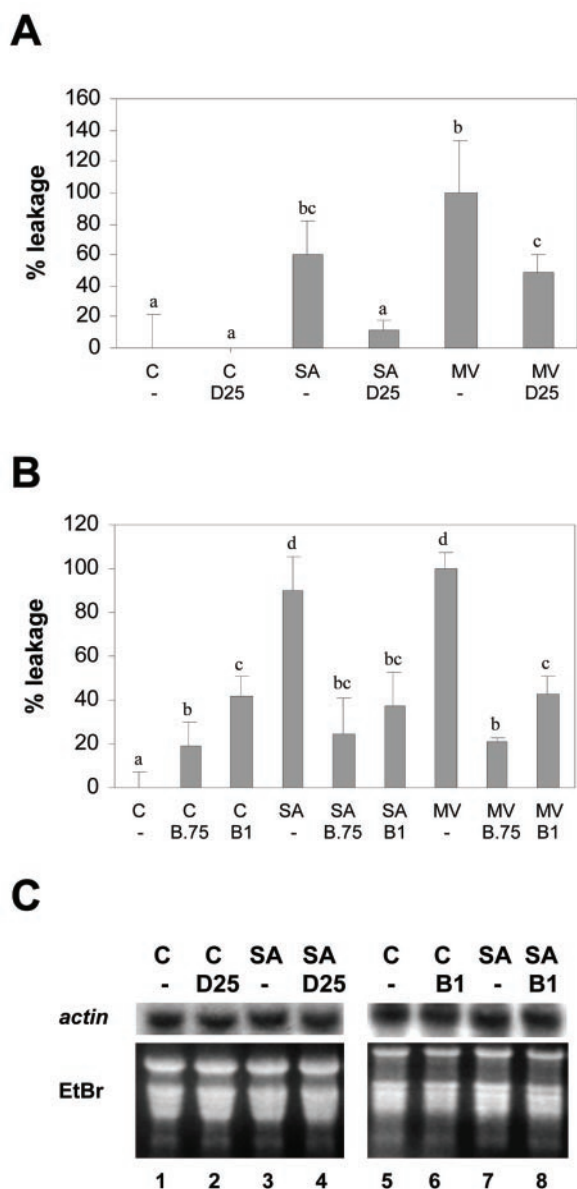 A
160
140
120
100
80
60
40
20
0
% leakage
a
a
bc
a
b
c
C C SA SA MV MV
- D25 - D25 - D25
B
120
100
80
60
40
20
0
% leakage
a
b
c
d
bc
bc
d
b
c
C C C SA SA SA MV MV MV
- B.75 B1 - B.75 B1 - B.75 B1
C
C C SA SA C C SA SA
- D25 - D25 - B1 - B1
actin
EtBr
1 2 3 4 5 6 7 8